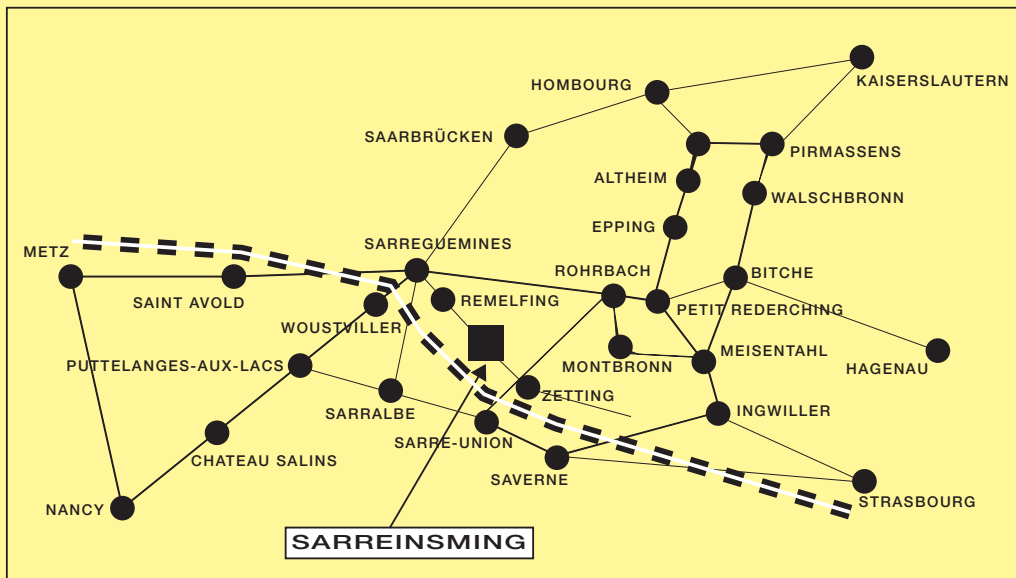 HOMBOURG
KAISERSLAUTERN
SAARBRÜCKEN
PIRMASSENS
ALTHEIM
WALSCHBRONN
EPPING
METZ
SARREGUEMINES
ROHRBACH
BITCHE
SAINT AVOLD
REMELFING
PETIT REDERCHING
WOUSTVILLER
MEISENTAHL
PUTTELANGES-AUX-LACS
MONTBRONN
HAGENAU
ZETTING
SARRALBE
INGWILLER
SARRE-UNION
CHATEAU SALINS
SAVERNE
STRASBOURG
NANCY
SARREINSMING